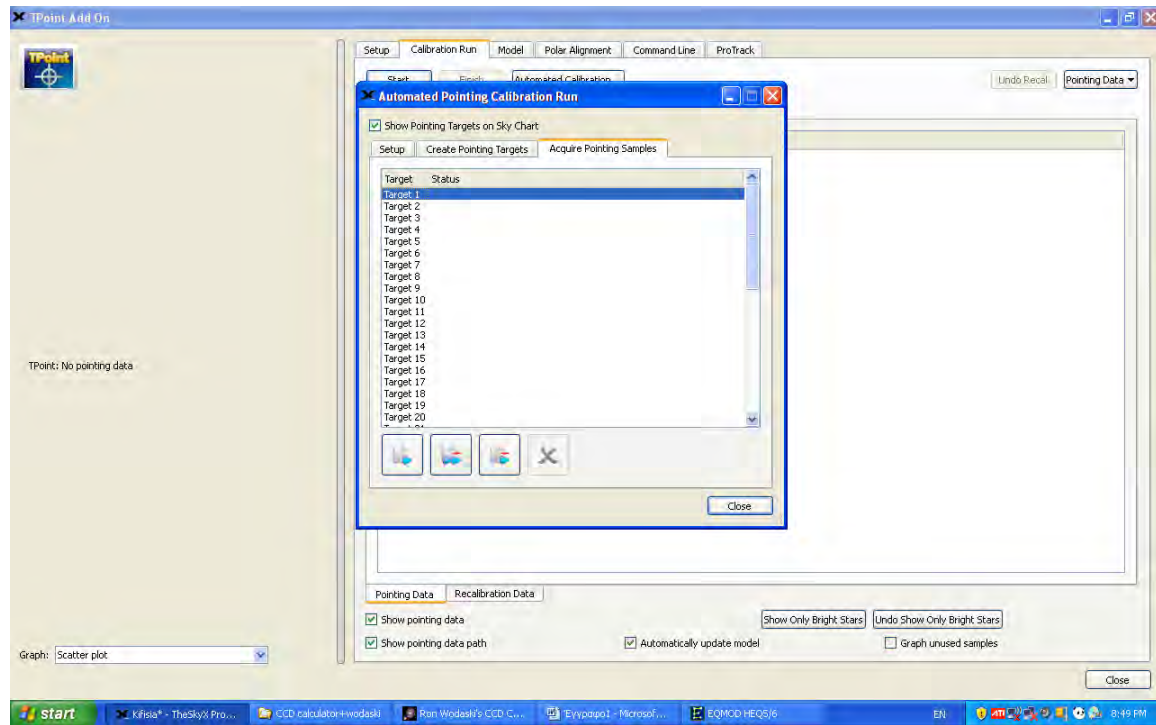 TPoint Add On
TPoint
Setup Calibration Run Model Polar Alignment Command Line ProTrack
Start Finish Automated Calibration Undo Recal Pointing Data
Automated Pointing Calibration Run
Show Pointing Targets on Sky Chart
Setup Create Pointing Targets Acquire Pointing Samples
Target Status
Target 1
Target 2
Target 3
Target 4
Target 5
Target 6
Target 7
Target 8
Target 9
Target 10
Target 11
Target 12
Target 13
Target 14
Target 15
Target 16
Target 17
Target 18
Target 19
Target 20
TPoint: No pointing data
Close
Pointing Data Recalibration Data
Show pointing data Show Only Bright Stars Undo Show Only Bright Stars
Show pointing data path Automatically update model Graph unused samples
Graph: Scatter plot
Close
start Kifisia* - TheSkyX Pro... CCD calculator+wodaski Ron Wodaski's CCD C... Έγγραφο1 - Microsof... EQMOD HEQ5/6 EN ATI 8:49 PM